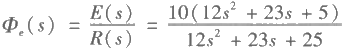 Φₑ(s) = E(s)/R(s) = 10(12s² + 23s + 5)/(12s² + 23s + 25)